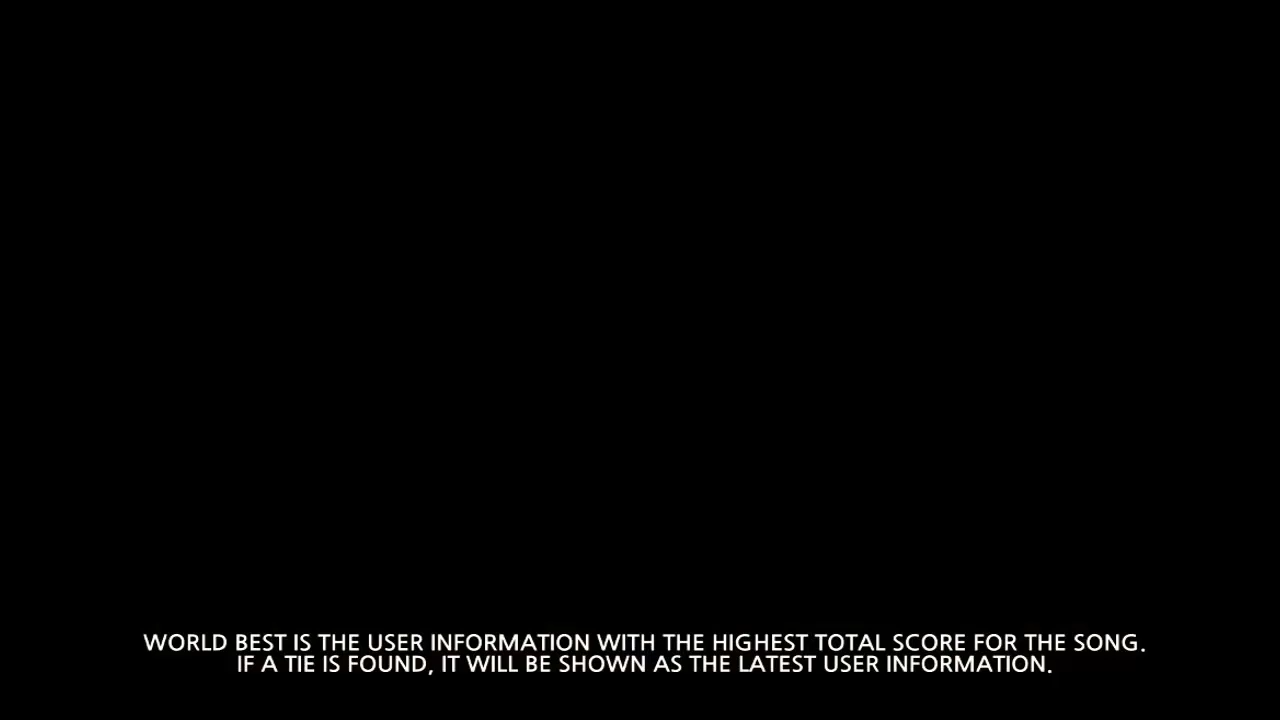 WORLD BEST IS THE USER INFORMATION WITH THE HIGHEST TOTAL SCORE FOR THE SONG.
IF A TIE IS FOUND, IT WILL BE SHOWN AS THE LATEST USER INFORMATION.